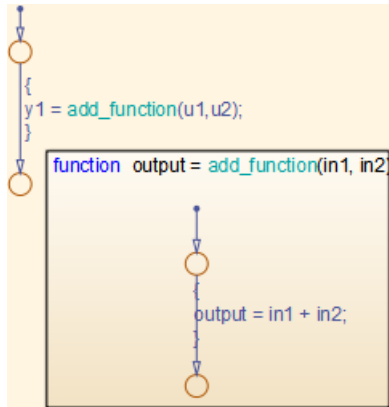 {
y1 = add_function(u1,u2);
}
function output = add_function(in1, in2)
{
output = in1 + in2;
}